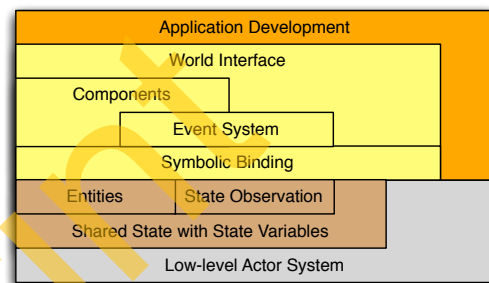 Application Development
World Interface
Components
Event System
Symbolic Binding
Entities
State Observation
Shared State with State Variables
Low-level Actor System
int